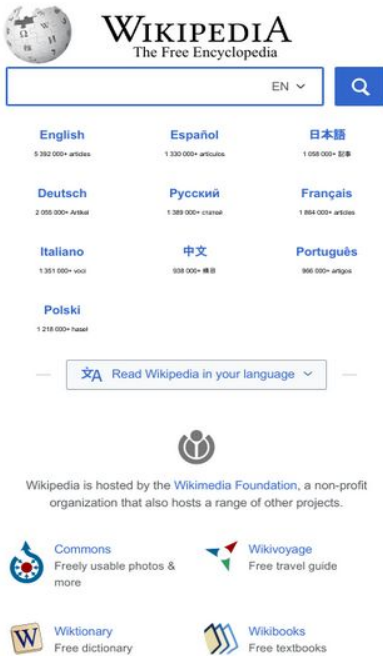 WIKIPEDIA
The Free Encyclopedia
EN
English Español 日本語
5 392 000+ articles 1 330 000+ artículos 1 058 000+ 記事
Deutsch Русский Français
2 055 000+ Artikel 1 389 000+ статей 1 864 000+ articles
Italiano 中文 Português
1 351 000+ voci 938 000+ 966 000+ artigos
Polski
1 218 000+ haseł
Read Wikipedia in your language
Wikipedia is hosted by the Wikimedia Foundation, a non-profit
organization that also hosts a range of other projects.
Commons Wikivoyage
Freely usable photos & Free travel guide
more
W Wiktionary Wikibooks
Free dictionary Free textbooks